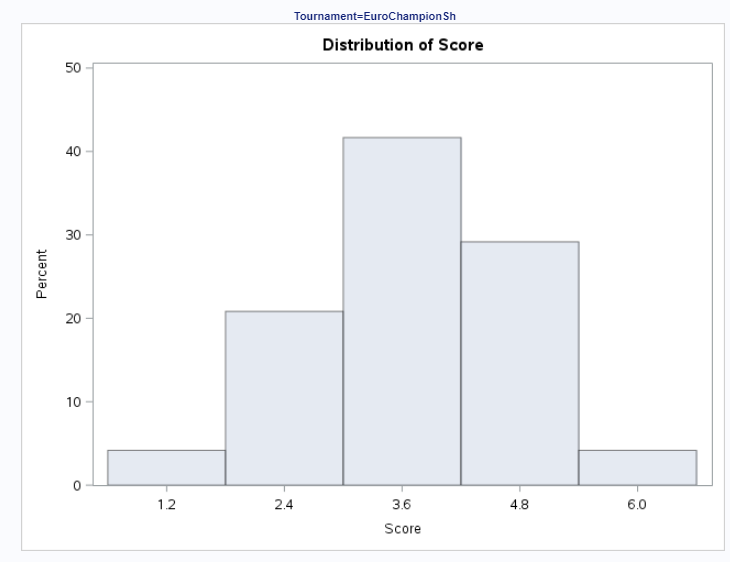 Tournament=EuroChampionSh
Distribution of Score
50
40
30
20
10
0
Percent
1.2 2.4 3.6 4.8 6.0
Score